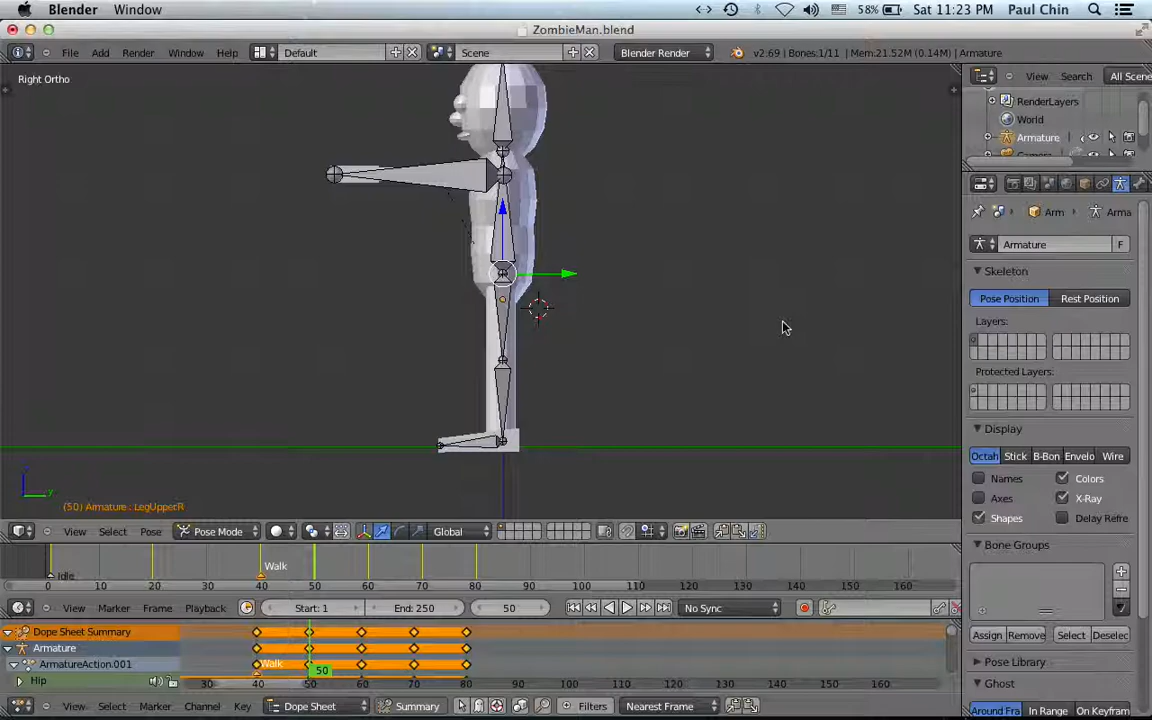 Blender Window 58% Sat 11:23 PM Paul Chin
ZombieMan.blend
File Add Render Window Help Default Scene Blender Render v2.69 | Bones:1/11 | Mem:21.52M (0.14M) | Armature
View Search All Scene
Right Ortho
RenderLayers
World
Armature
Camera
Arm Arma
Armature F
Skeleton
Pose Position Rest Position
Layers:
Protected Layers:
Display
Octah Stick B-Bon Envelo Wire
Names Colors
Axes X-Ray
Shapes Delay Refre
Bone Groups
Assign Remove Select Deselec
Pose Library
Ghost
Around Fra In Range On Keyfram
z
y
(50) Armature : LegUpper.R
View Select Pose Pose Mode Global
Idle Walk
0 10 20 30 40 50 60 70 80 90 100 110 120 130 140 150 160
View Marker Frame Playback Start: 1 End: 250 50 No Sync
Dope Sheet Summary
Armature
ArmatureAction.001 Walk
Hip
50
30 40 50 60 70 80 90 100 110 120 130 140 150 160
View Select Marker Channel Key Dope Sheet Summary Filters Nearest Frame